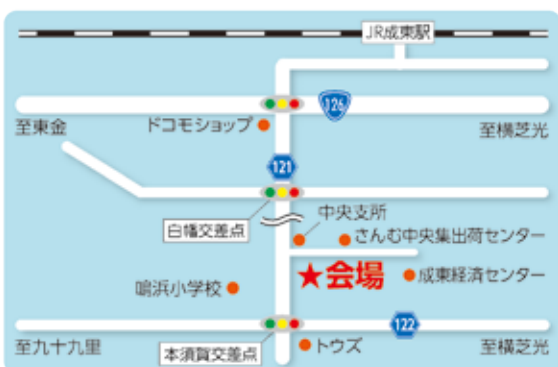 JR成東駅
126
至東金
ドコモショップ
至横芝光
121
白幡交差点
中央支所
さんむ中央集出荷センター
★会場
成東経済センター
鳴浜小学校
122
至九十九里
本須賀交差点
トウズ
至横芝光